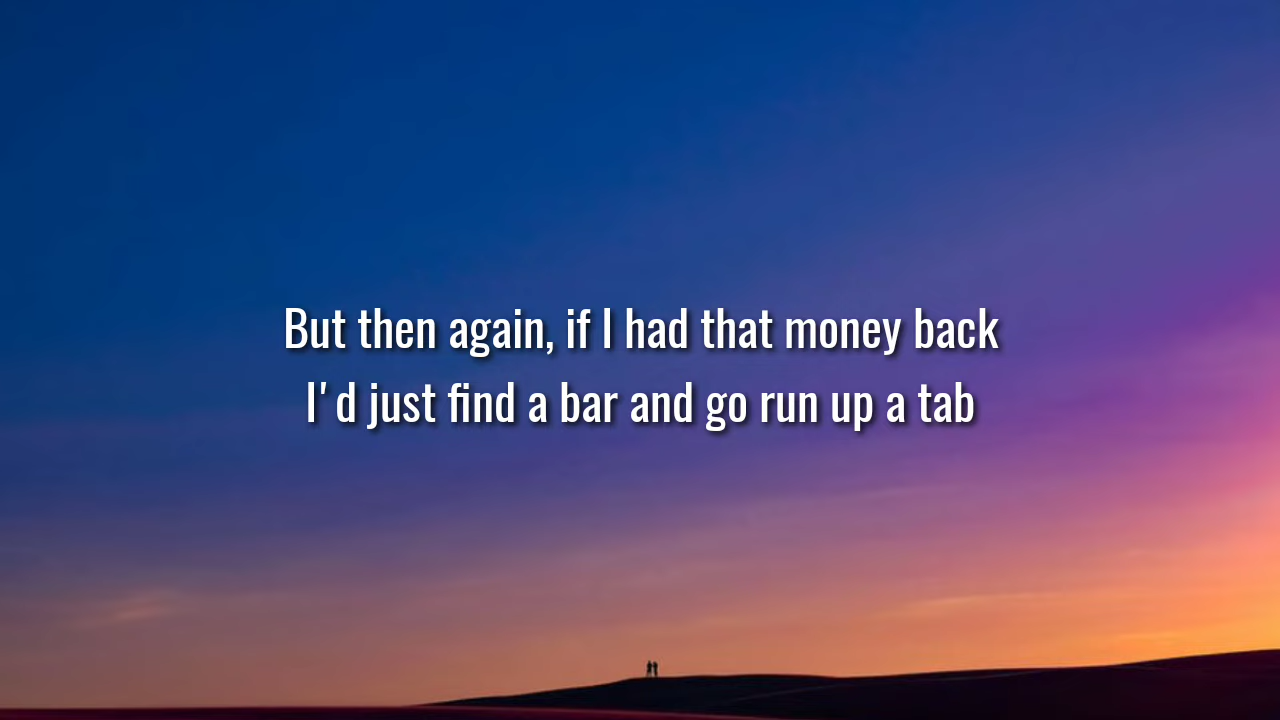 But then again, if I had that money back
I'd just find a bar and go run up a tab